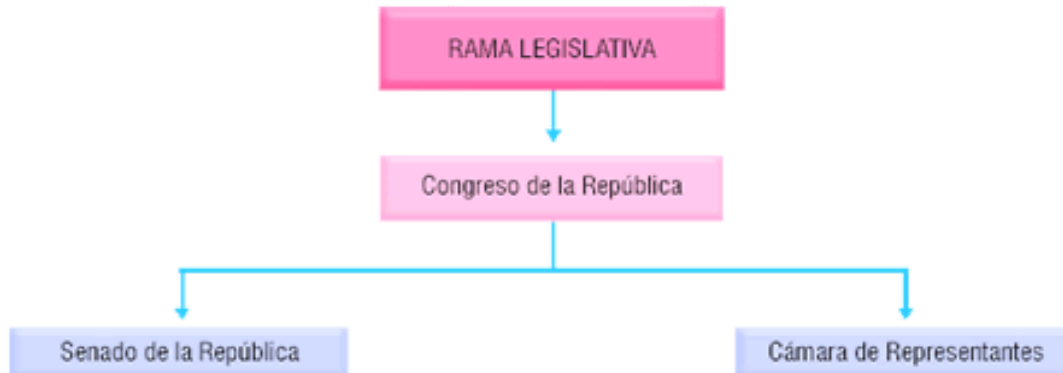 RAMA LEGISLATIVA
Congreso de la República
Senado de la República
Cámara de Representantes